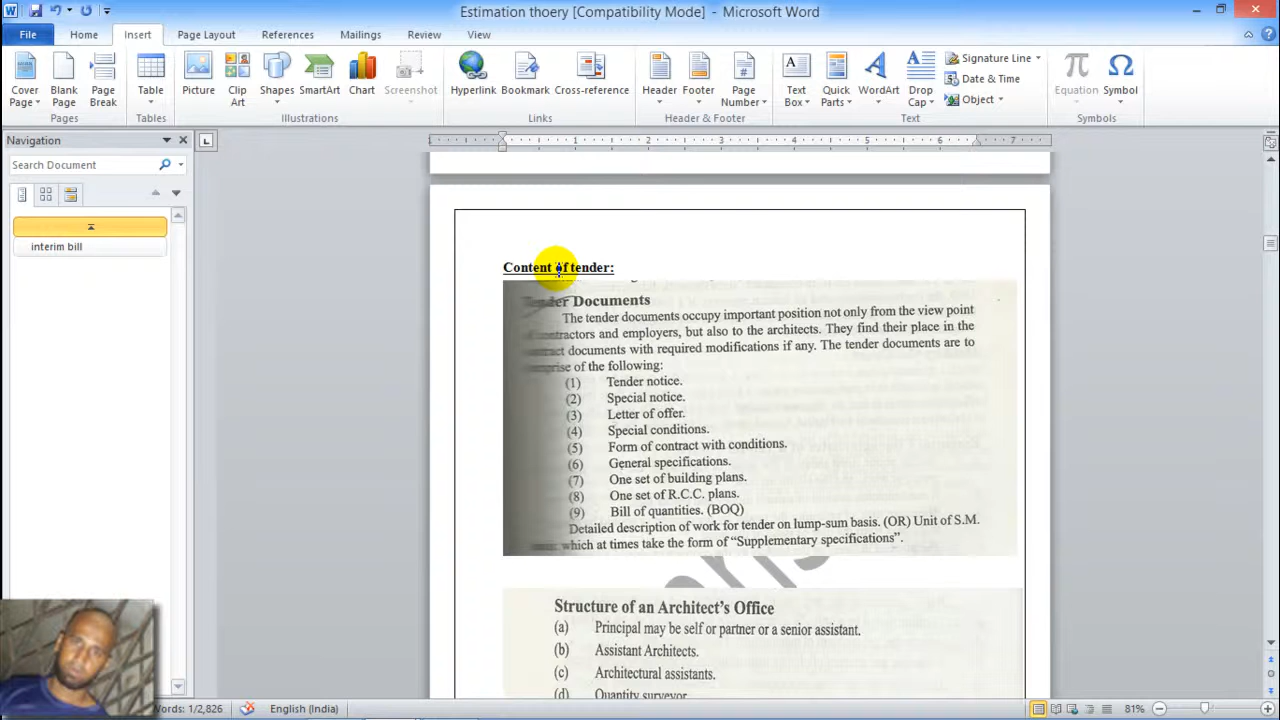 Estimation thoery [Compatibility Mode] - Microsoft Word
File Home Insert Page Layout References Mailings Review View
Cover Page
Blank Page
Page Break
Table
Picture
Clip Art
Shapes
SmartArt
Chart
Screenshot
Hyperlink
Bookmark
Cross-reference
Header
Footer
Page Number
Text Box
Quick Parts
WordArt
Drop Cap
Signature Line
Date & Time
Object
Equation
Symbol
Pages Tables Illustrations Links Header & Footer Text Symbols
Navigation
Search Document
interim bill
1 2 3 4 5 6 7
Content of tender:
Tender Documents
The tender documents occupy important position not only from the view point
contractors and employers, but also to the architects. They find their place in the
documents with required modifications if any. The tender documents are to
of the following:
(1) Tender notice.
(2) Special notice.
(3) Letter of offer.
(4) Special conditions.
(5) Form of contract with conditions.
(6) General specifications.
(7) One set of building plans.
(8) One set of R.C.C. plans.
(9) Bill of quantities. (BOQ)
Detailed description of work for tender on lump-sum basis. (OR) Unit of S.M.
which at times take the form of “Supplementary specifications”.
Structure of an Architect's Office
(a) Principal may be self or partner or a senior assistant.
(b) Assistant Architects.
(c) Architectural assistants.
(d) Quantity surveyor
Words: 1/2,826
English (India)
81%